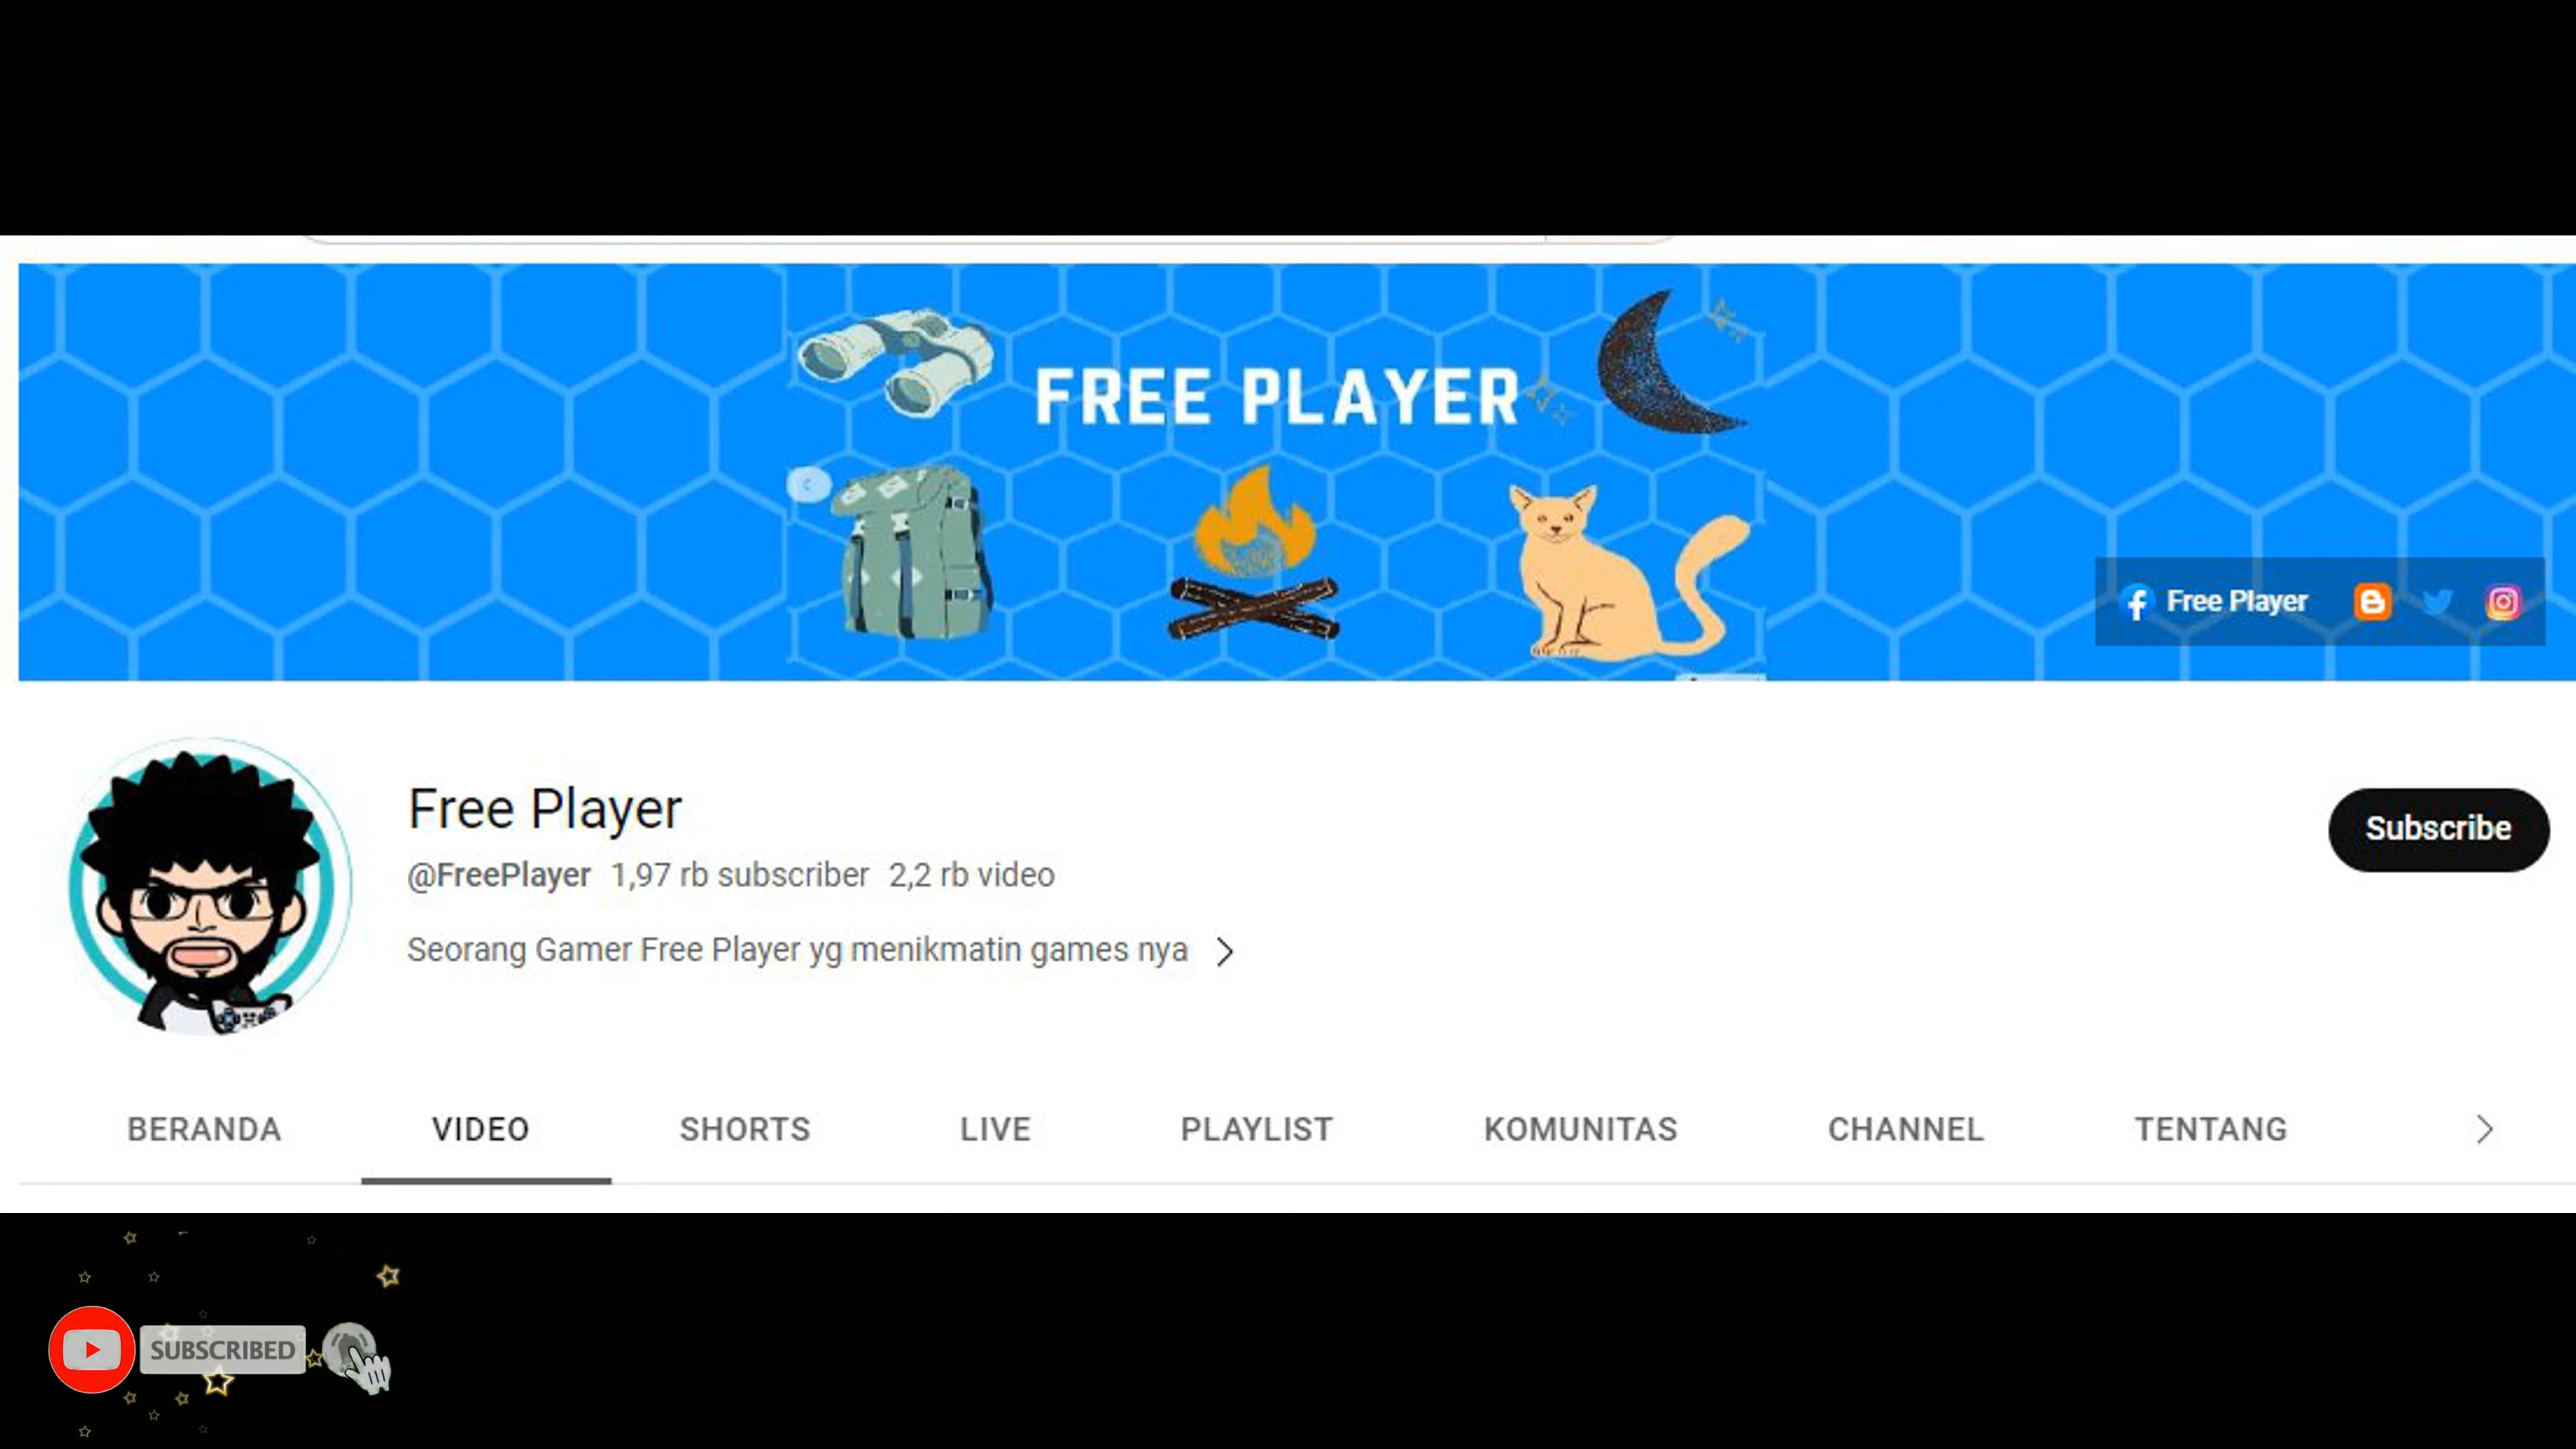 FREE PLAYER
Free Player
Free Player
@FreePlayer 1,97 rb subscriber 2,2 rb video
Subscribe
Seorang Gamer Free Player yg menikmatin games nya
BERANDA VIDEO SHORTS LIVE PLAYLIST KOMUNITAS CHANNEL TENTANG
SUBSCRIBED